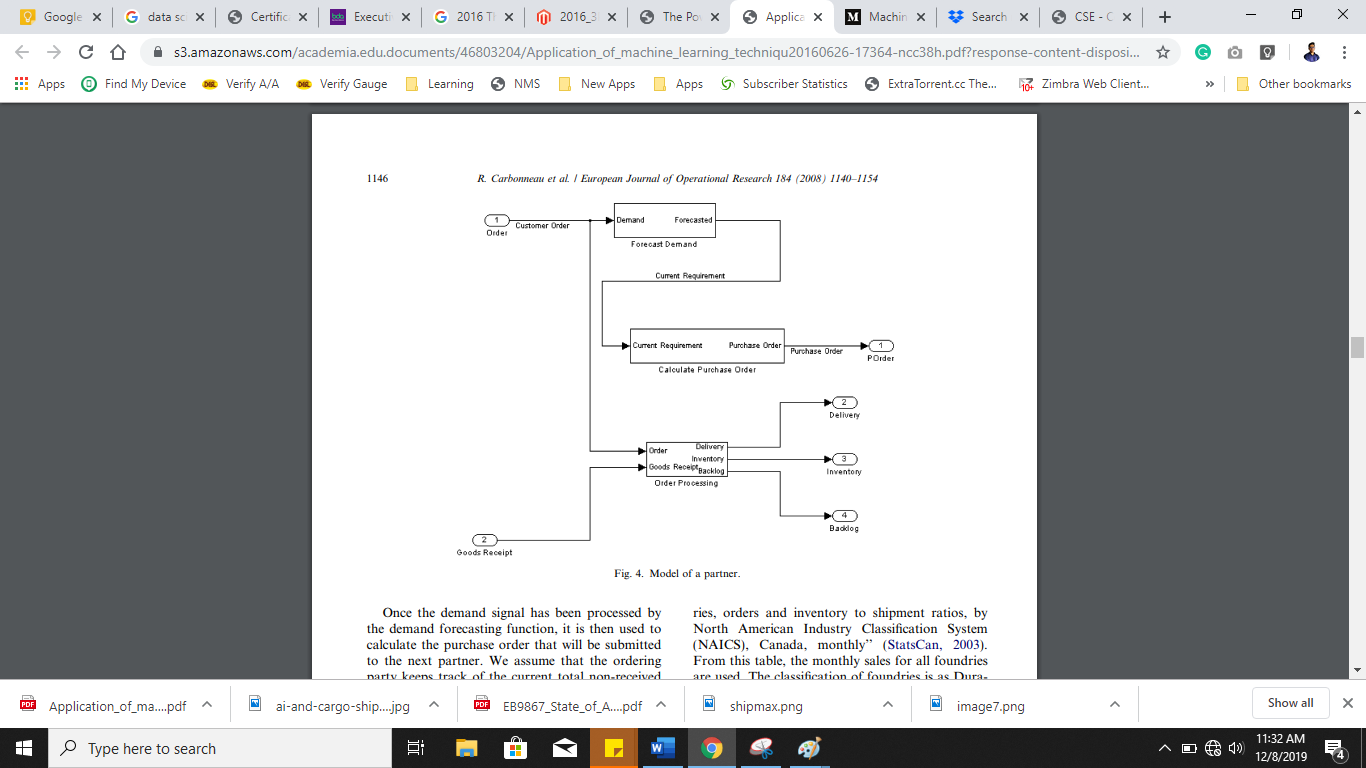 Google
data sc
Certific
Executi
2016 Th
2016_3
The Po
Applica
Machin
Search
CSE - C
s3.amazonaws.com/academia.edu.documents/46803204/Application_of_machine_learning_techniqu20160626-17364-ncc38h.pdf?response-content-disposi...
Apps
Find My Device
Verify A/A
Verify Gauge
Learning
NMS
New Apps
Apps
Subscriber Statistics
ExtraTorrent.cc The...
Zimbra Web Client...
»
Other bookmarks
1146
R. Carbonneau et al. / European Journal of Operational Research 184 (2008) 1140–1154
1
Order
Customer Order
Demand
Forecasted
Forecast Demand
Current Requirement
Current Requirement
Purchase Order
Calculate Purchase Order
Purchase Order
1
POrder
2
Delivery
Order
Goods Receipt
Delivery
Inventory
Backlog
Order Processing
3
Inventory
4
Backlog
2
Goods Receipt
Fig. 4. Model of a partner.
Once the demand signal has been processed by
the demand forecasting function, it is then used to
calculate the purchase order that will be submitted
to the next partner. We assume that the ordering
party keeps track of the current total non-received
ries, orders and inventory to shipment ratios, by
North American Industry Classification System
(NAICS), Canada, monthly” (StatsCan, 2003).
From this table, the monthly sales for all foundries
are used. The classification of foundries is as Dura-
Application_of_ma....pdf
ai-and-cargo-ship....jpg
EB9867_State_of_A....pdf
shipmax.png
image7.png
Show all
Type here to search
11:32 AM
12/8/2019
4